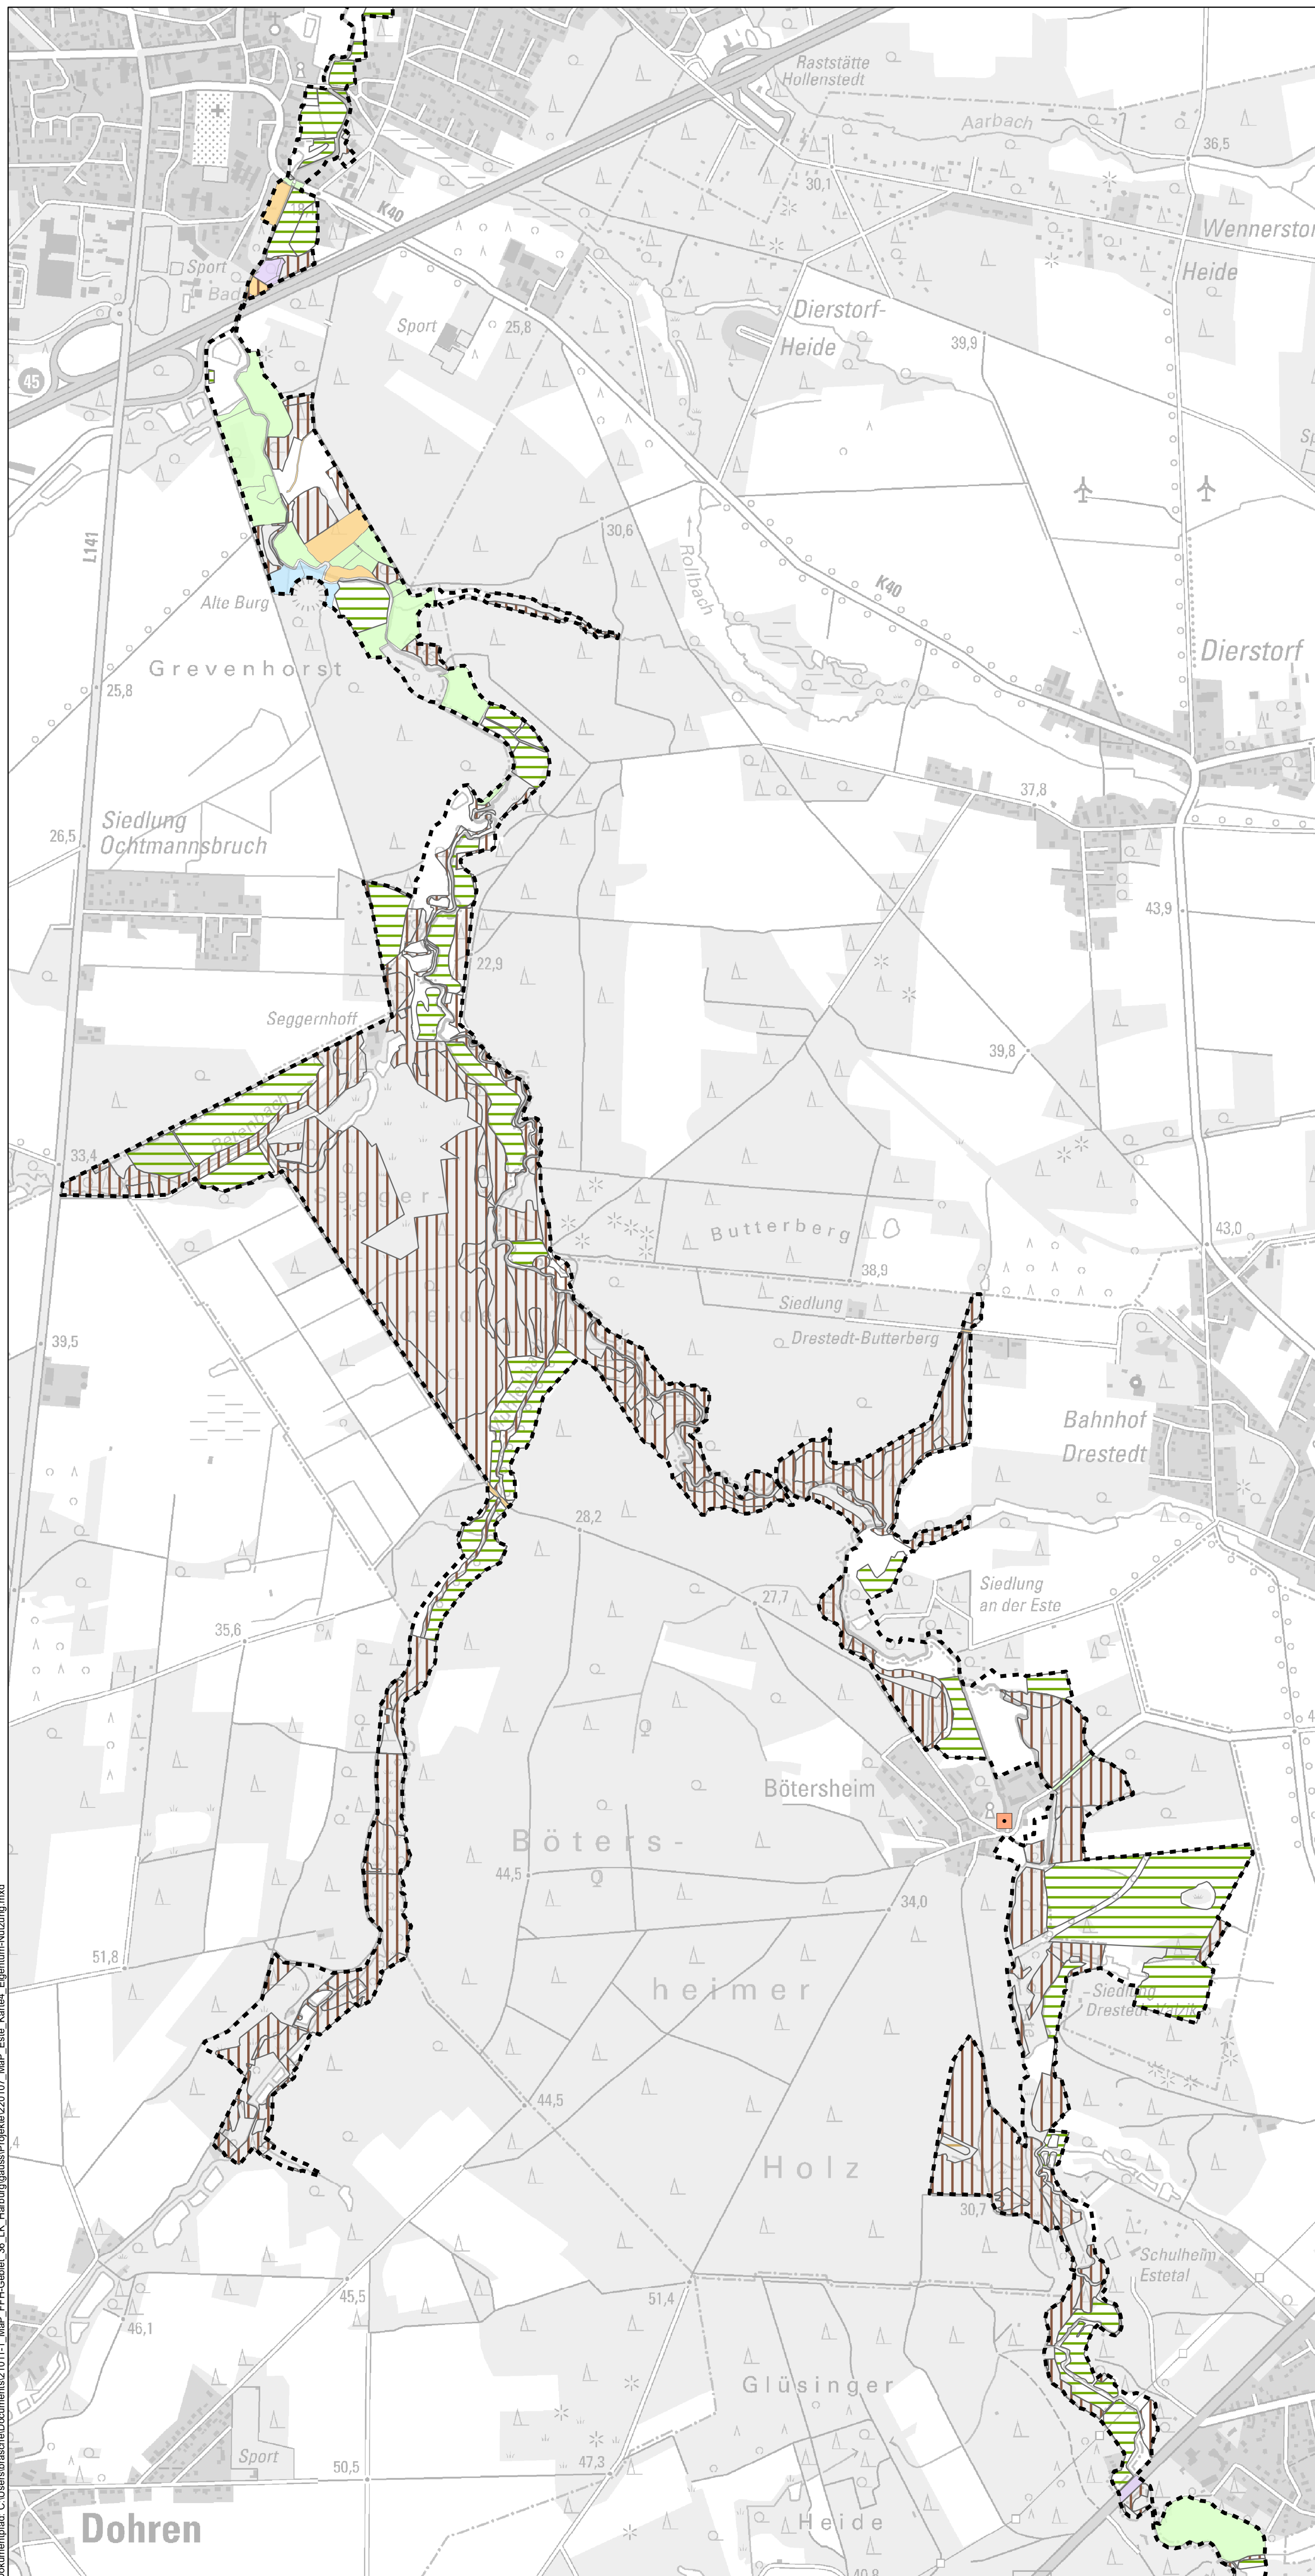 Raststätte
Hollenstedt
Aarbach
36,5
30,1
K40
Wennerstor
Heide
Sport
Bad
Sport
25,8
Dierstorf-
Heide
39,9
45
L141
30,6
Rollbach
K40
Alte Burg
Grevenhorst
Dierstorf
25,8
37,8
26,5
Siedlung
Ochtmannsbruch
43,9
22,9
Seggernhoff
39,8
33,4
Segger-
Butterberg
43,0
38,9
heide
Siedlung
Drestedt-Butterberg
39,5
Bahnhof
Drestedt
28,2
27,7
Siedlung
an der Este
35,6
Bötersheim
Böters-
44,5
34,0
51,8
heimer
Siedlung
44,5
Holz
30,7
Schulheim
Estetal
45,5
51,4
46,1
Glüsinger
Sport
50,5
47,3
Dohren
Heide
40,8